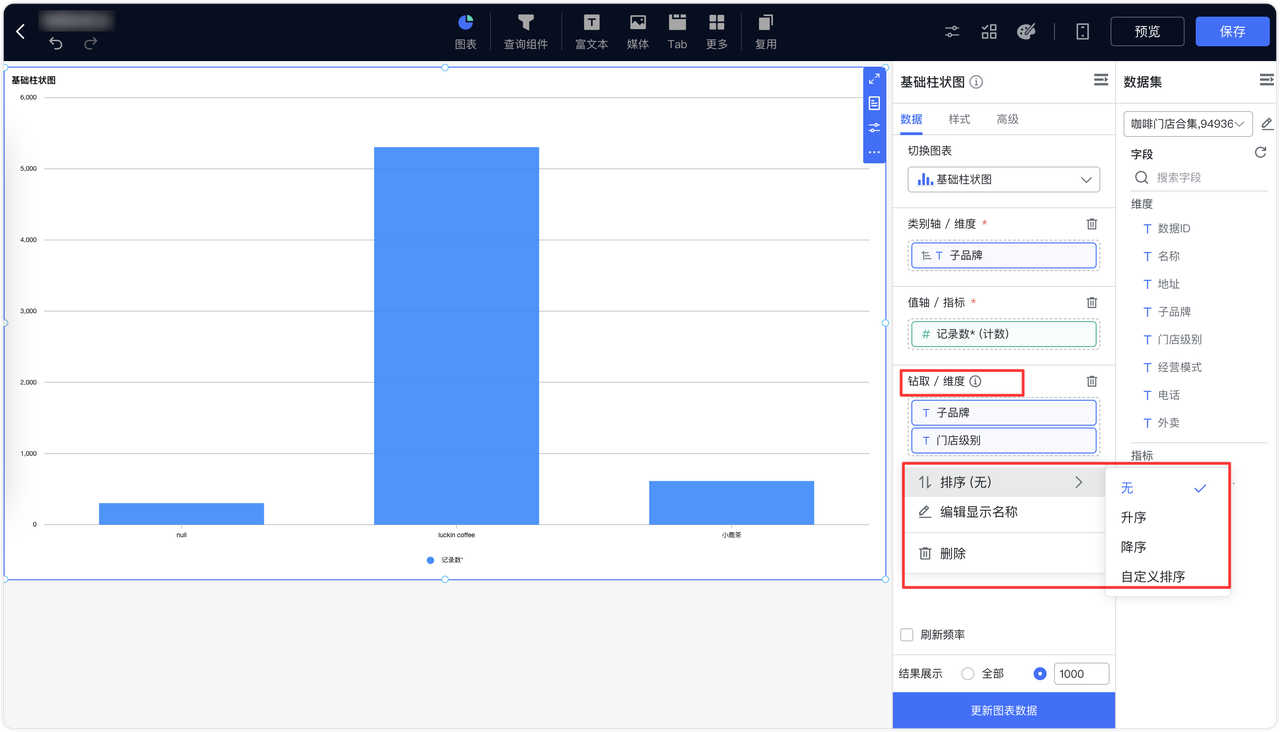 图表
查询组件
富文本
媒体
Tab
更多
复用
预览
保存
基础柱状图
6,000
5,000
4,000
3,000
2,000
1,000
0
null
luckin coffee
小鹿茶
记录数*
基础柱状图
数据
样式
高级
切换图表
基础柱状图
类别轴 / 维度 *
T 子品牌
值轴 / 指标 *
# 记录数* (计数)
钻取 / 维度
T 子品牌
T 门店级别
排序 (无)
编辑显示名称
删除
无
升序
降序
自定义排序
刷新频率
结果展示
全部
1000
更新图表数据
数据集
咖啡门店合集,94936
字段
搜索字段
维度
T 数据ID
T 名称
T 地址
T 子品牌
T 门店级别
T 经营模式
T 电话
T 外卖
指标